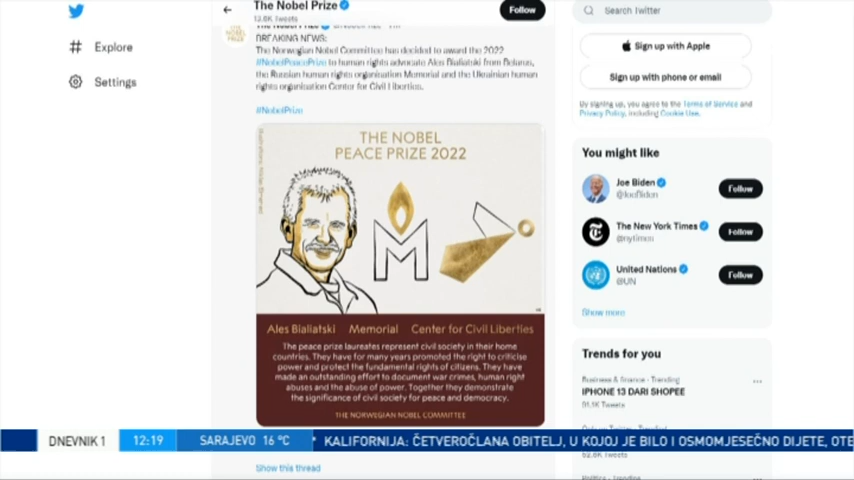 The Nobel Prize
12.6K Tweets
Follow
Search Twitter
Explore
Settings
BREAKING NEWS:
The Norwegian Nobel Committee has decided to award the 2022
#NobelPeacePrize to human rights advocate Ales Bialiatski from Belarus,
the Russian human rights organisation Memorial and the Ukrainian human
rights organisation Center for Civil Liberties.
#NobelPrize
THE NOBEL
PEACE PRIZE 2022
M
Ales Bialiatski Memorial Center for Civil Liberties
The peace prize laureates represent civil society in their home
countries. They have for many years promoted the right to criticise
power and protect the fundamental rights of citizens. They have
made an outstanding effort to document war crimes, human right
abuses and the abuse of power. Together they demonstrate
the significance of civil society for peace and democracy.
THE NORWEGIAN NOBEL COMMITTEE
Show this thread
Sign up with Apple
Sign up with phone or email
By signing up, you agree to the Terms of Service and
Privacy Policy, including Cookie Use.
You might like
Joe Biden
@JoeBiden
Follow
The New York Times
@nytimes
Follow
United Nations
@UN
Follow
Show more
Trends for you
Business & finance · Trending
IPHONE 13 DARI SHOPEE
DNEVNIK 1 12:19 SARAJEVO 16 °C * KALIFORNIJA: ČETVEROČLANA OBITELJ, U KOJOJ JE BILO I OSMOMJESEČNO DIJETE, OTE